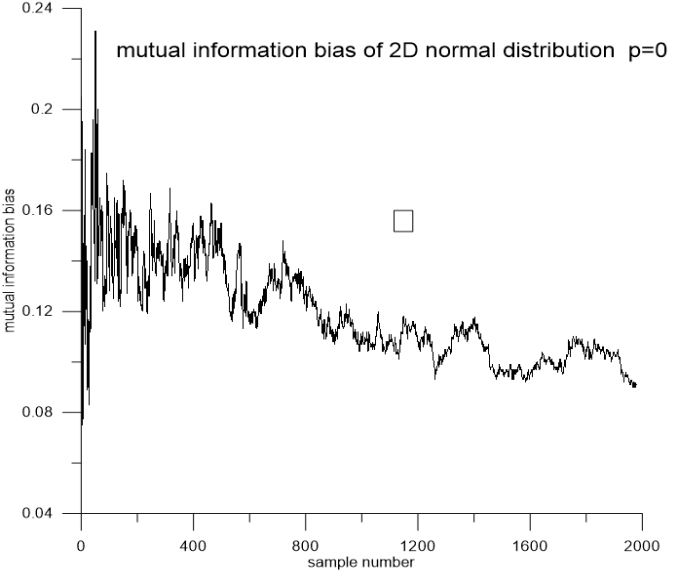 0.24
mutual information bias of 2D normal distribution p=0
0.2
0.16
mutual information bias
0.12
0.08
0.04
0 400 800 1200 1600 2000
sample number